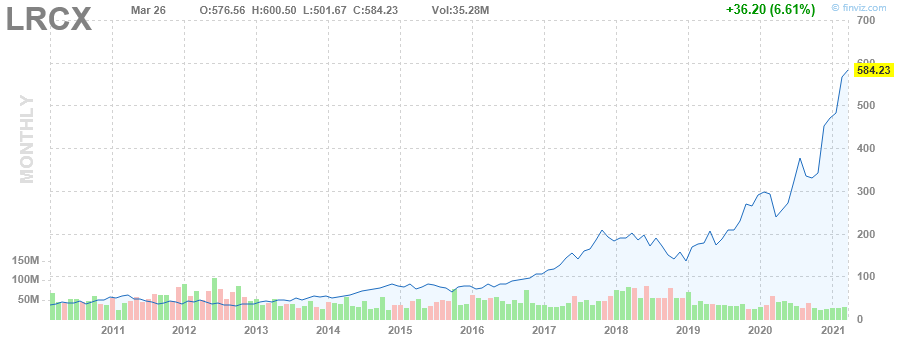 LRCX Mar 26 O:576.56 H:600.50 L:501.67 C:584.23 Vol:35.28M +36.20 (6.61%) © finviz.com
MONTHLY
700
600
584.23
500
400
300
200
100
0
150M
100M
50M
2011 2012 2013 2014 2015 2016 2017 2018 2019 2020 2021